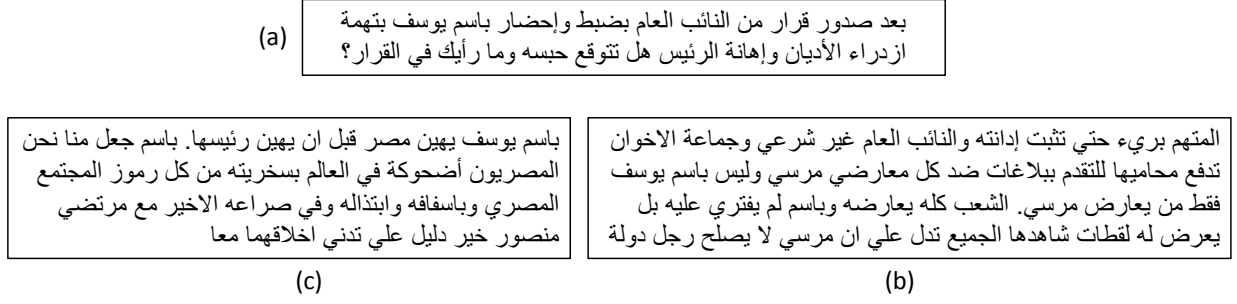 (a)
بعد صدور قرار من النائب العام بضبط وإحضار باسم يوسف بتهمة
ازدراء الأديان وإهانة الرئيس هل تتوقع حبسه وما رأيك في القرار؟
المتهم بريء حتي تثبت إدانته والنائب العام غير شرعي وجماعة الاخوان
تدفع محاميها للتقدم ببلاغات ضد كل معارضي مرسي وليس باسم يوسف
فقط من يعارض مرسي. الشعب كله يعارضه وباسم لم يفتري عليه بل
يعرض له لقطات شاهدها الجميع تدل علي ان مرسي لا يصلح رجل دولة
(b)
باسم يوسف يهين مصر قبل ان يهين رئيسها. باسم جعل منا نحن
المصريون أضحوكة في العالم بسخريته من كل رموز المجتمع
المصري وباسفافه وابتذاله وفي صراعه الاخير مع مرتضي
منصور خير دليل علي تدني اخلاقهما معا
(c)